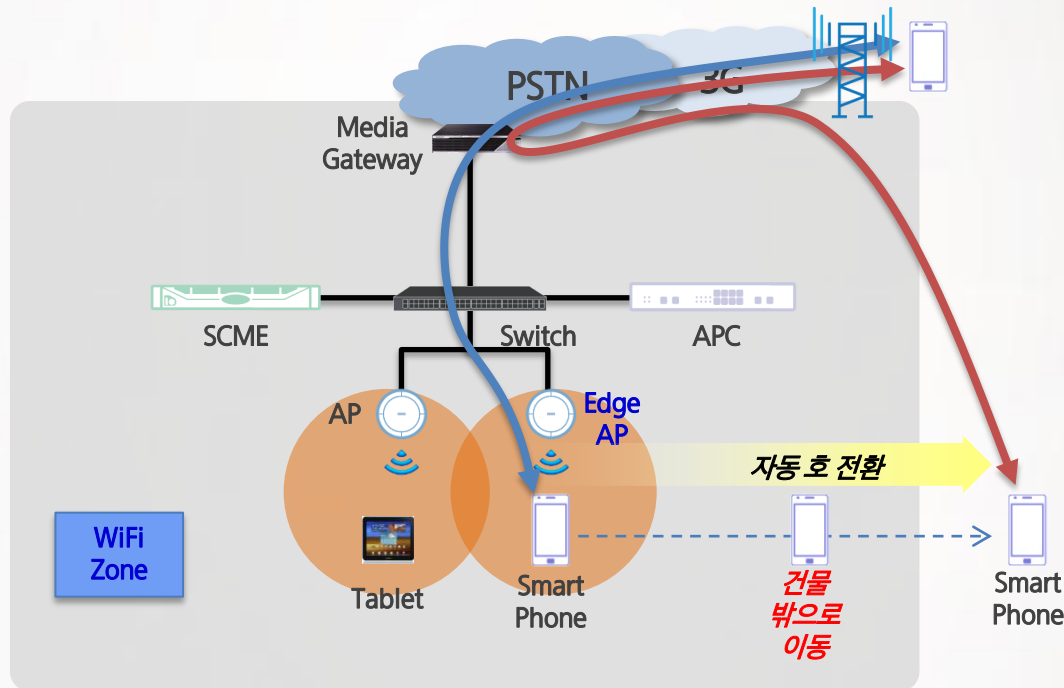 PSTN
3G
Media
Gateway
SCME
Switch
APC
AP
Edge
AP
자동 호 전환
WiFi
Zone
Tablet
Smart
Phone
건물
밖으로
이동
Smart
Phone